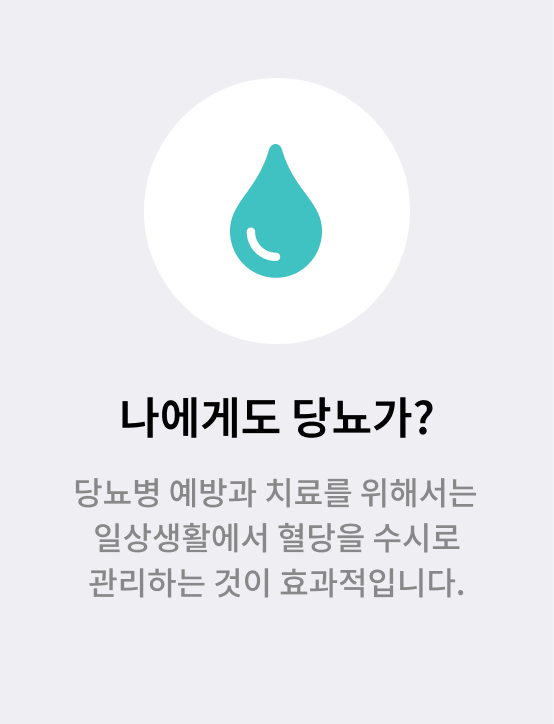 나에게도 당뇨가?
당뇨병 예방과 치료를 위해서는
일상생활에서 혈당을 수시로
관리하는 것이 효과적입니다.